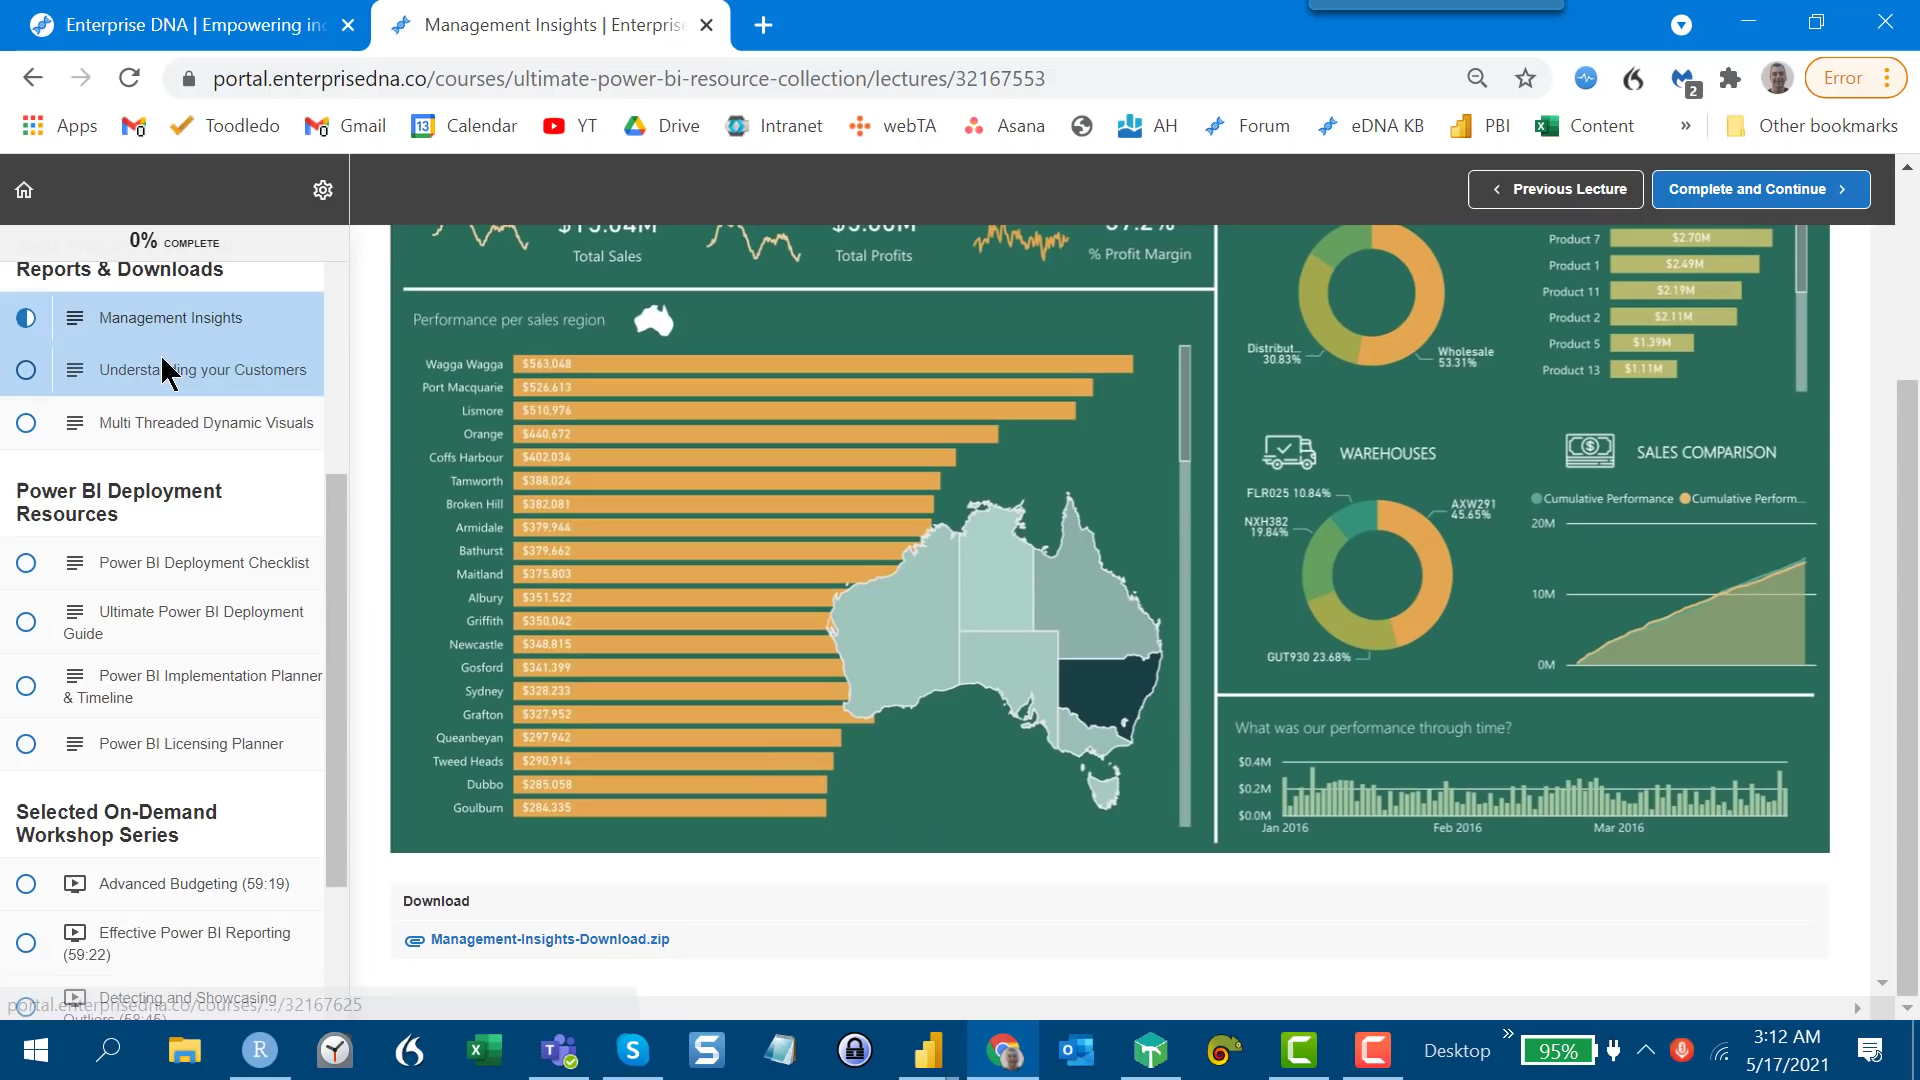 Enterprise DNA | Empowering in
Management Insights | Enterprise
portal.enterprisedna.co/courses/ultimate-power-bi-resource-collection/lectures/32167553
2
Error
Apps
Toodledo
Gmail
13
Calendar
YT
Drive
Intranet
webTA
Asana
AH
Forum
eDNA KB
PBI
Content
»
Other bookmarks
Previous Lecture
Complete and Continue
0% COMPLETE
Reports & Downloads
Management Insights
Understanding your Customers
Multi Threaded Dynamic Visuals
Power BI Deployment
Resources
Power BI Deployment Checklist
Ultimate Power BI Deployment
Guide
Power BI Implementation Planner
& Timeline
Power BI Licensing Planner
Selected On-Demand
Workshop Series
Advanced Budgeting (59:19)
Effective Power BI Reporting
(59:22)
Detecting and Showcasing
Outliers (58:45)
portal.enterprisedna.co/courses/.../32167625
Total Sales
Total Profits
% Profit Margin
Performance per sales region
Wagga Wagga $563,048
Port Macquarie $526,613
Lismore $510,976
Orange $440,672
Coffs Harbour $402,034
Tamworth $388,024
Broken Hill $382,081
Armidale $379,944
Bathurst $379,662
Maitland $375,803
Albury $351,522
Griffith $350,042
Newcastle $348,815
Gosford $341,399
Sydney $328,233
Grafton $327,952
Queanbeyan $297,942
Tweed Heads $290,914
Dubbo $285,058
Goulburn $284,335
Distribut...
30.83%
Wholesale
53.31%
Product 7 $2.70M
Product 1 $2.49M
Product 11 $2.19M
Product 2 $2.11M
Product 5 $1.39M
Product 13 $1.11M
WAREHOUSES
FLR025 10.84%
NXH382
19.84%
AXW291
45.65%
GUT930 23.68%
SALES COMPARISON
Cumulative Performance
Cumulative Perform...
20M
10M
0M
What was our performance through time?
$0.4M
$0.2M
$0.0M
Jan 2016
Feb 2016
Mar 2016
Download
Management-Insights-Download.zip
Desktop
»
95%
3:12 AM
5/17/2021